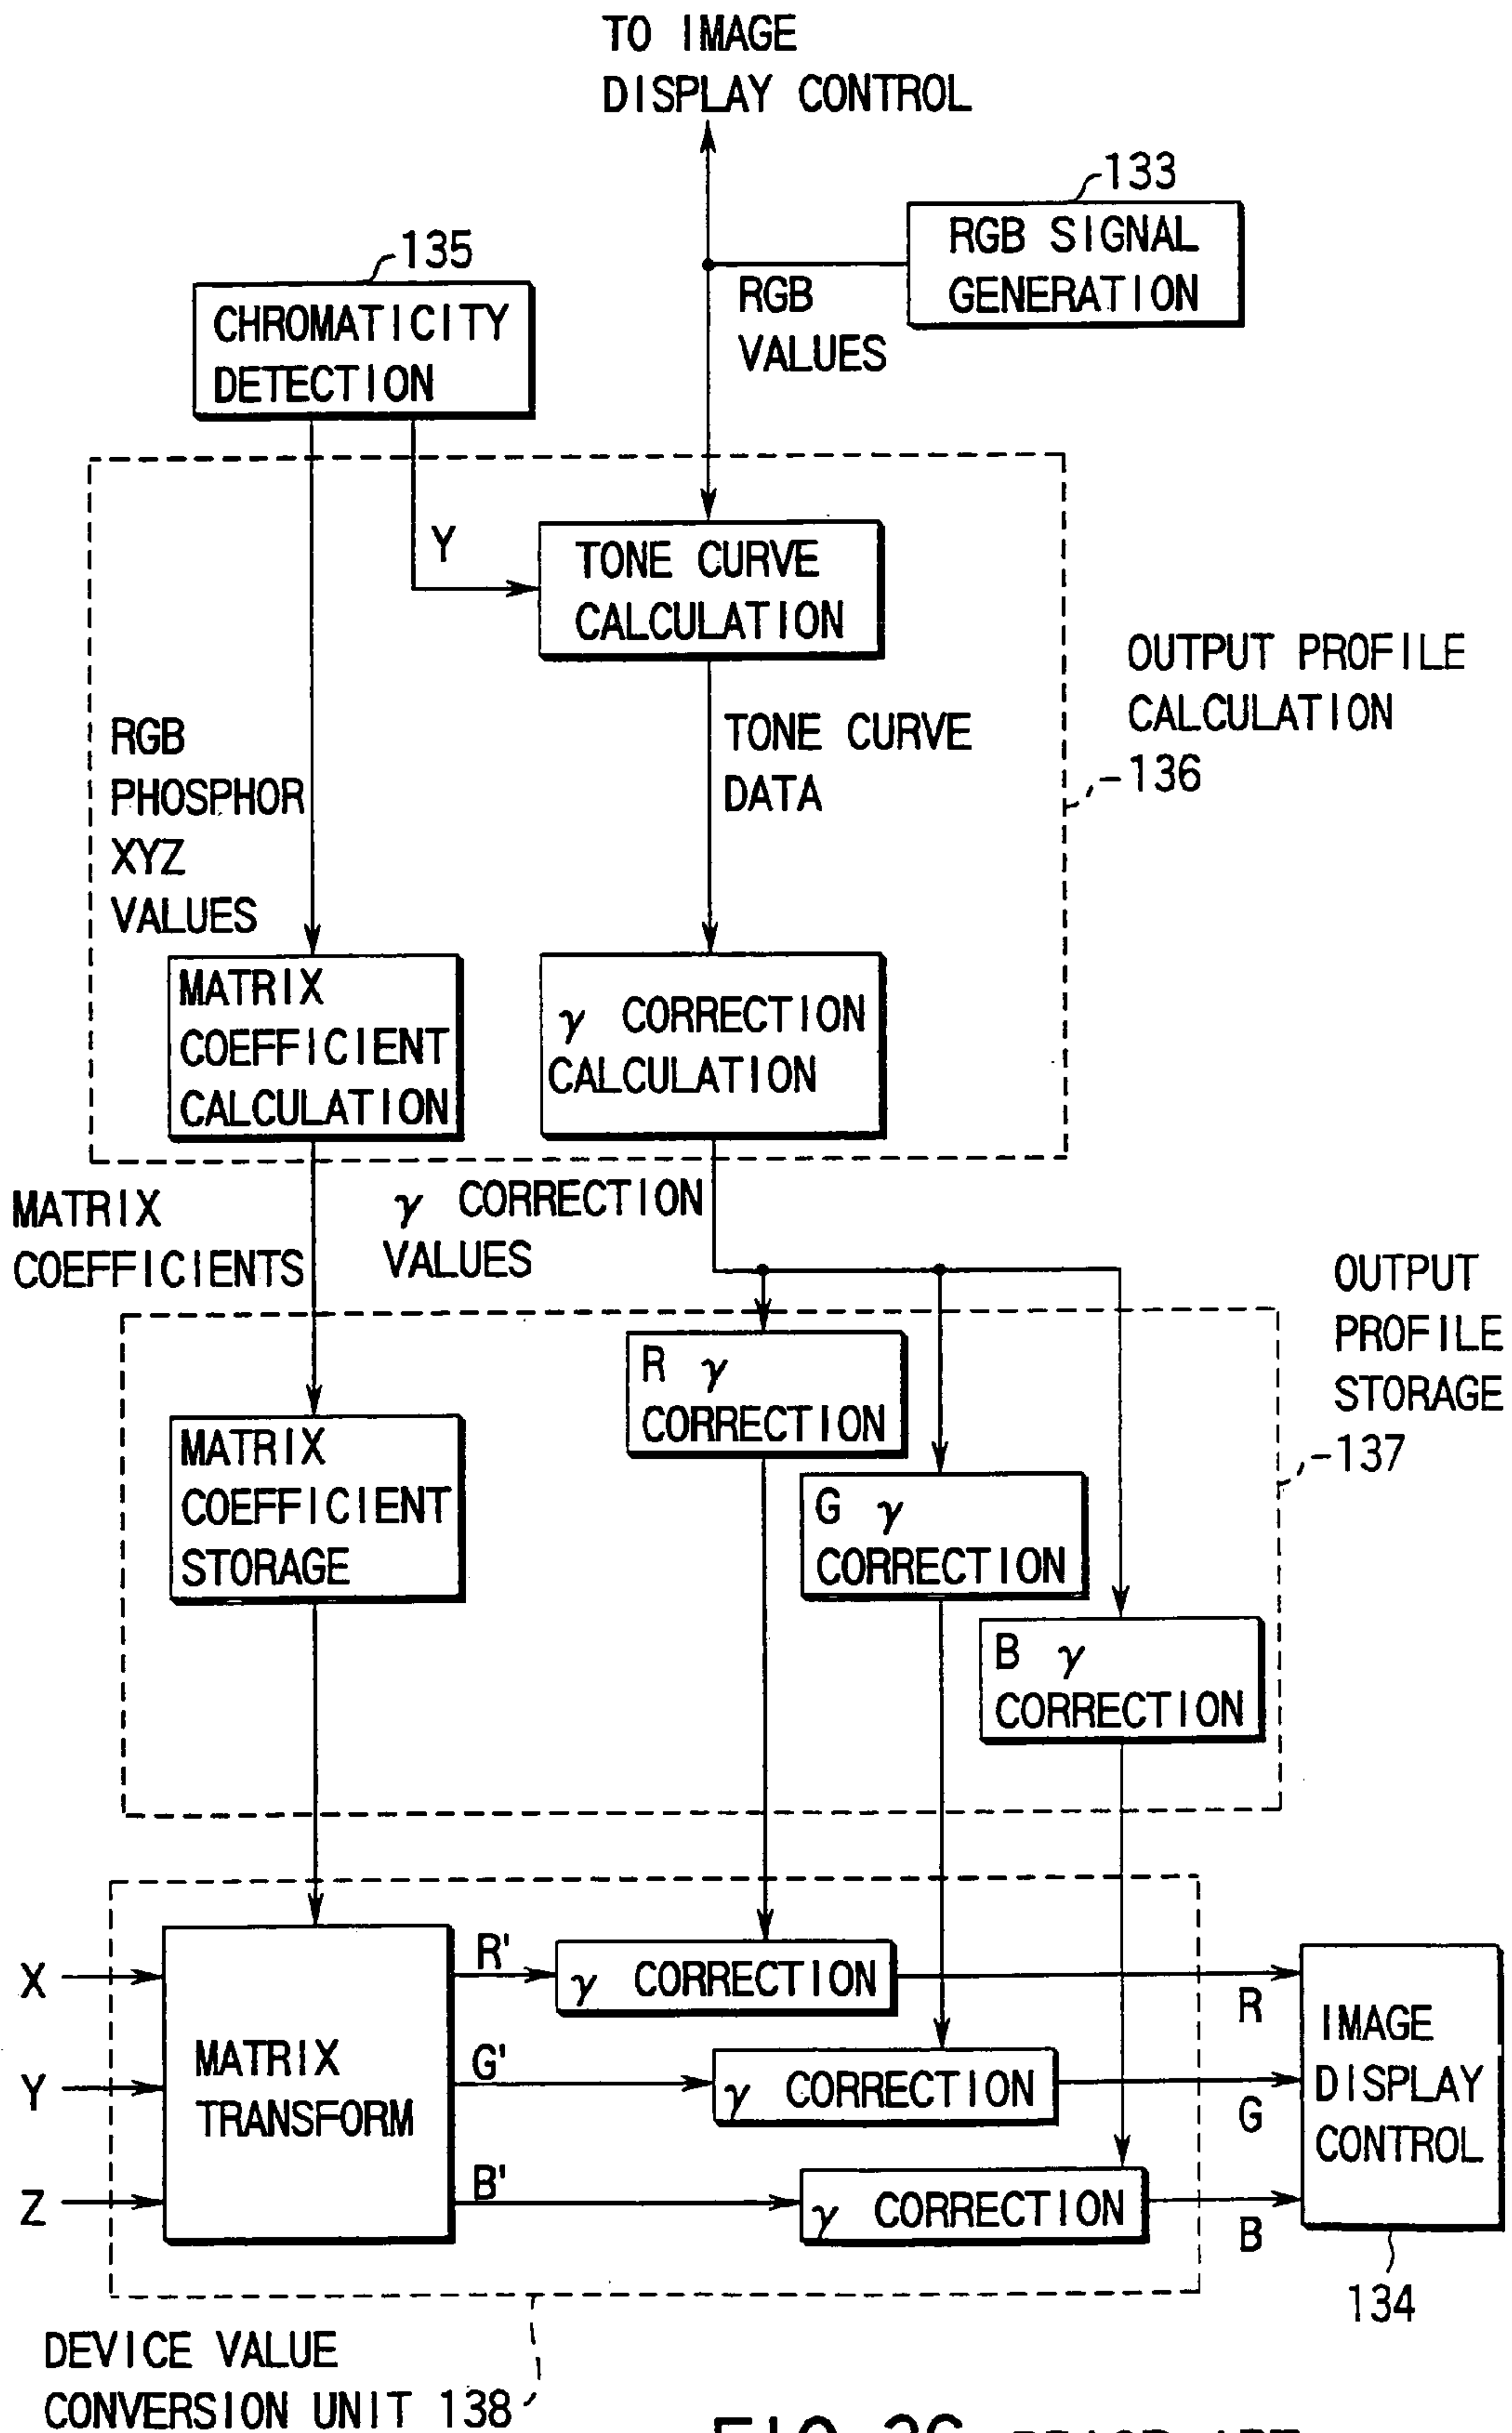 TO IMAGE
DISPLAY CONTROL
133
RGB SIGNAL
GENERATION
135
CHROMATICITY
DETECTION
RGB
VALUES
Y
TONE CURVE
CALCULATION
OUTPUT PROFILE
CALCULATION
136
RGB
PHOSPHOR
XYZ
VALUES
TONE CURVE
DATA
MATRIX
COEFFICIENT
CALCULATION
γ CORRECTION
CALCULATION
MATRIX
COEFFICIENTS
γ CORRECTION
VALUES
OUTPUT
PROFILE
STORAGE
137
R γ
CORRECTION
MATRIX
COEFFICIENT
STORAGE
G γ
CORRECTION
B γ
CORRECTION
X
Y
Z
MATRIX
TRANSFORM
R'
G'
B'
γ CORRECTION
γ CORRECTION
γ CORRECTION
R
G
B
IMAGE
DISPLAY
CONTROL
134
DEVICE VALUE
CONVERSION UNIT 138